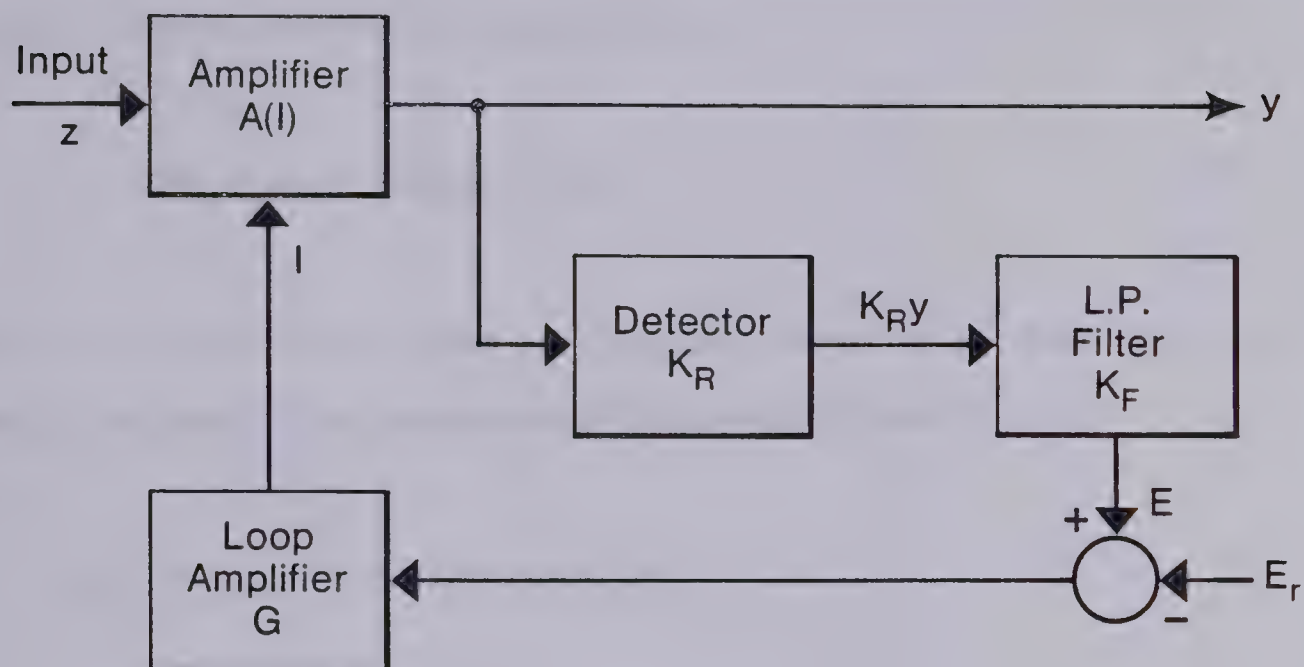 Input
z
Amplifier
A(I)
y
I
Detector
K_R
K_Ry
L.P.
Filter
K_F
+
E
E_r
−
Loop
Amplifier
G